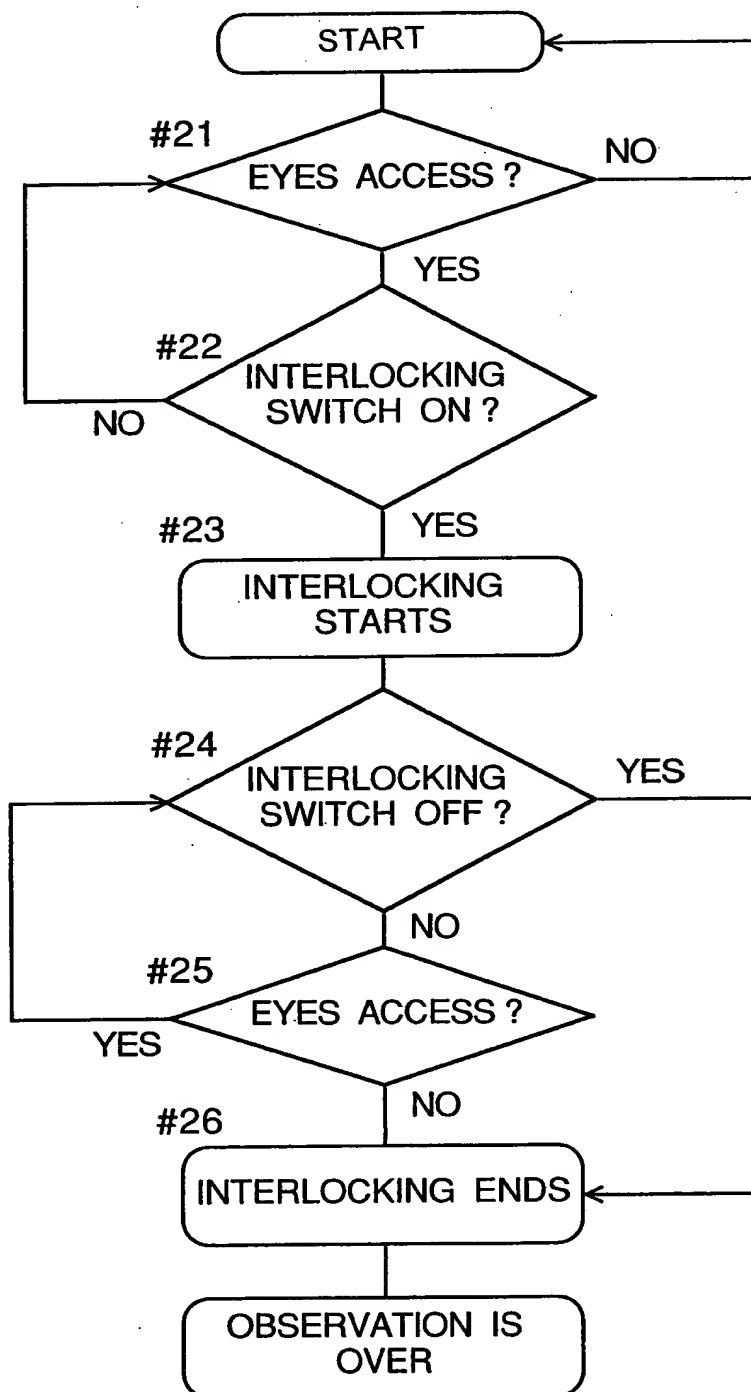 START
#21
EYES ACCESS ?
NO
YES
#22
INTERLOCKING
SWITCH ON ?
NO
YES
#23
INTERLOCKING
STARTS
#24
INTERLOCKING
SWITCH OFF ?
YES
NO
#25
EYES ACCESS ?
YES
NO
#26
INTERLOCKING ENDS
OBSERVATION IS
OVER